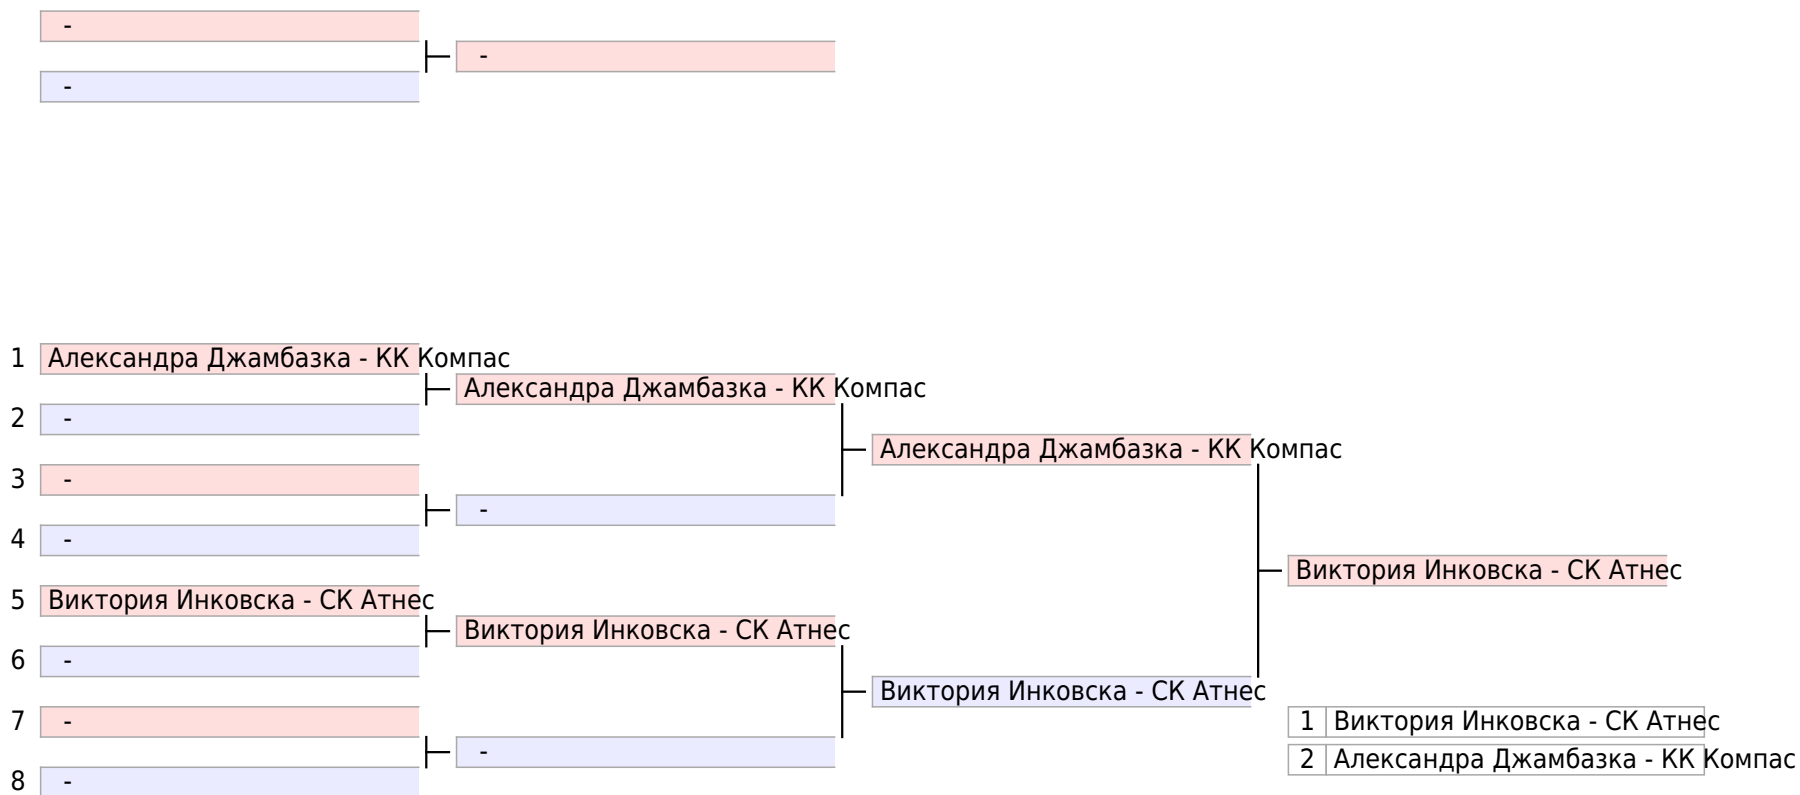 -
-
-
1 Александра Джамбазка - КК Компас
Александра Джамбазка - КК Компас
2 -
Александра Джамбазка - КК Компас
3 -
-
4 -
Виктория Инковска - СК Атнес
5 Виктория Инковска - СК Атнес
Виктория Инковска - СК Атнес
6 -
Виктория Инковска - СК Атнес
7 -
1 Виктория Инковска - СК Атнес
-
2 Александра Джамбазка - КК Компас
8 -